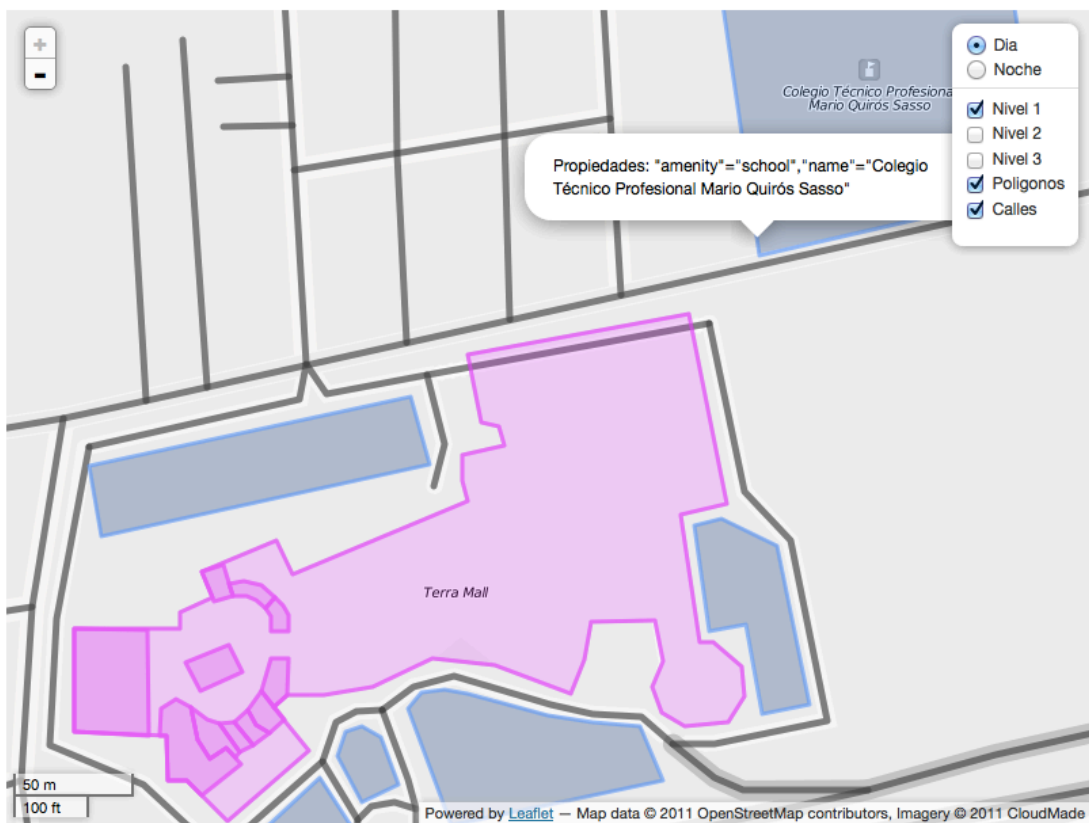 +
-
Colegio Técnico Profesiona
Mario Quirós Sasso
Dia
Noche
Nivel 1
Nivel 2
Nivel 3
Poligonos
Calles
Propiedades: "amenity"="school","name"="Colegio
Técnico Profesional Mario Quirós Sasso"
Terra Mall
50 m
100 ft
Powered by Leaflet — Map data © 2011 OpenStreetMap contributors, Imagery © 2011 CloudMade